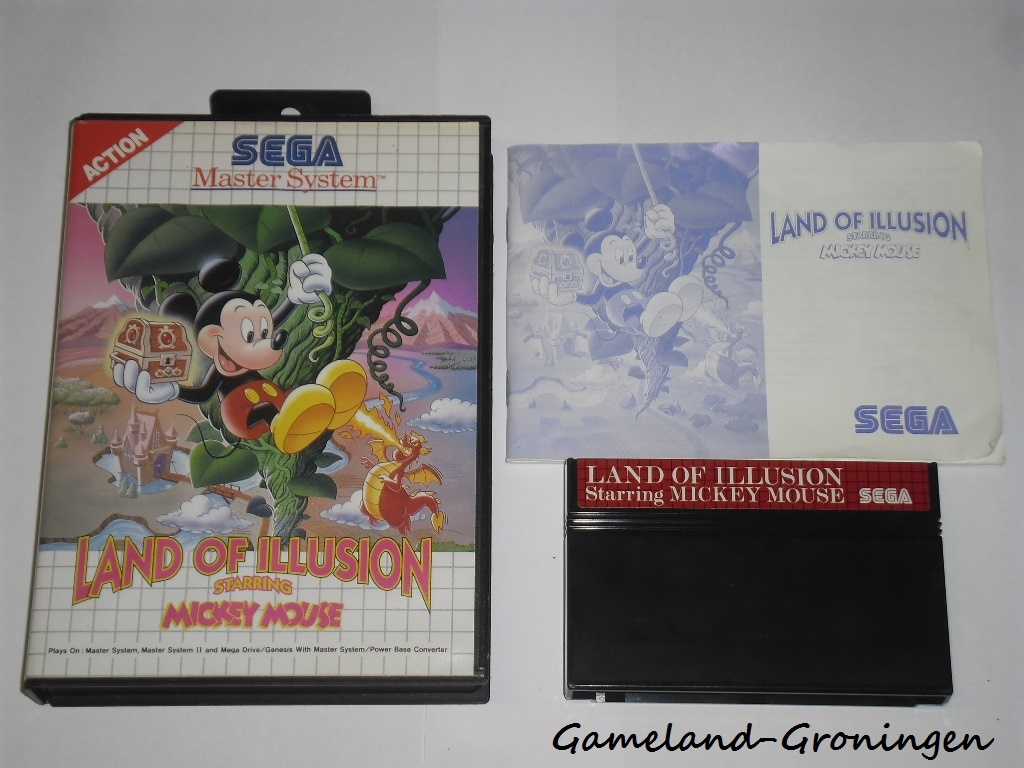 ACTION
SEGA
Master System™
LAND OF ILLUSION
STARRING
MICKEY MOUSE
Plays On : Master System, Master System II and Mega Drive/Genesis With Master System/Power Base Converter
LAND OF ILLUSION
STARRING
MICKEY MOUSE
SEGA
LAND OF ILLUSION
Starring MICKEY MOUSE SEGA
Gameland-Groningen